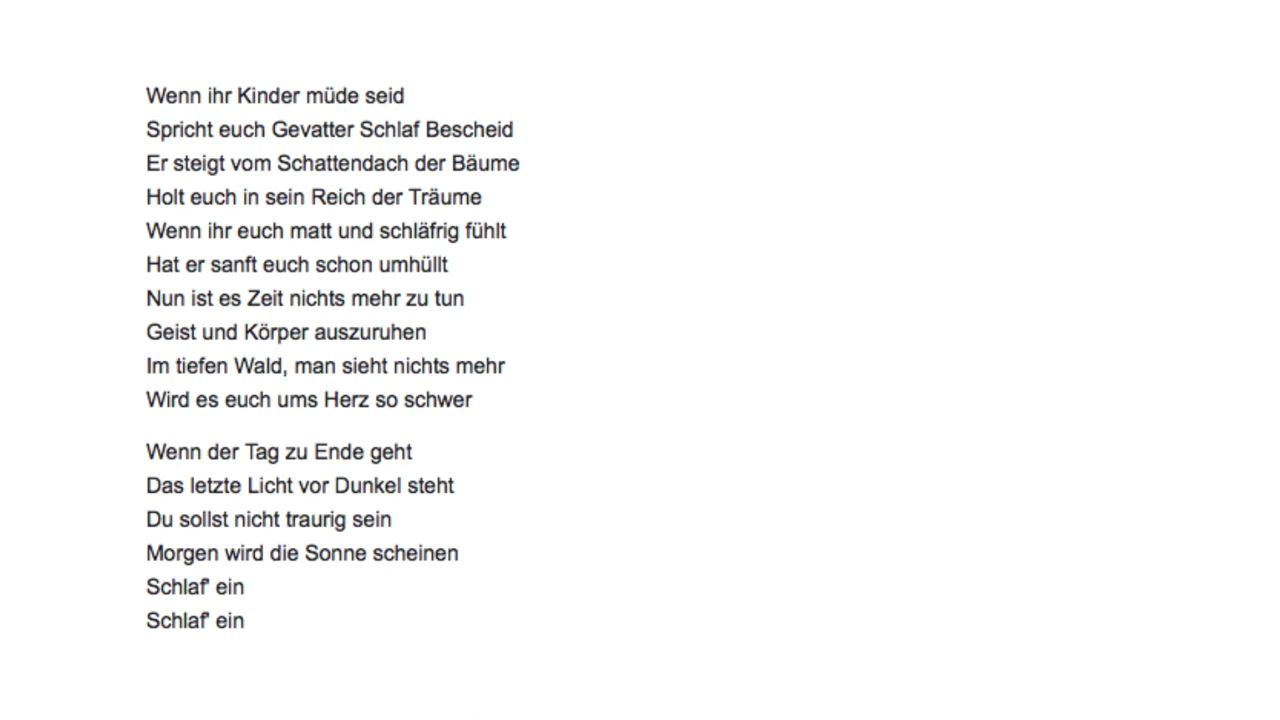 Wenn ihr Kinder müde seid
Spricht euch Gevatter Schlaf Bescheid
Er steigt vom Schattendach der Bäume
Holt euch in sein Reich der Träume
Wenn ihr euch matt und schläfrig fühlt
Hat er sanft euch schon umhüllt
Nun ist es Zeit nichts mehr zu tun
Geist und Körper auszuruhen
Im tiefen Wald, man sieht nichts mehr
Wird es euch ums Herz so schwer
Wenn der Tag zu Ende geht
Das letzte Licht vor Dunkel steht
Du sollst nicht traurig sein
Morgen wird die Sonne scheinen
Schlaf' ein
Schlaf' ein